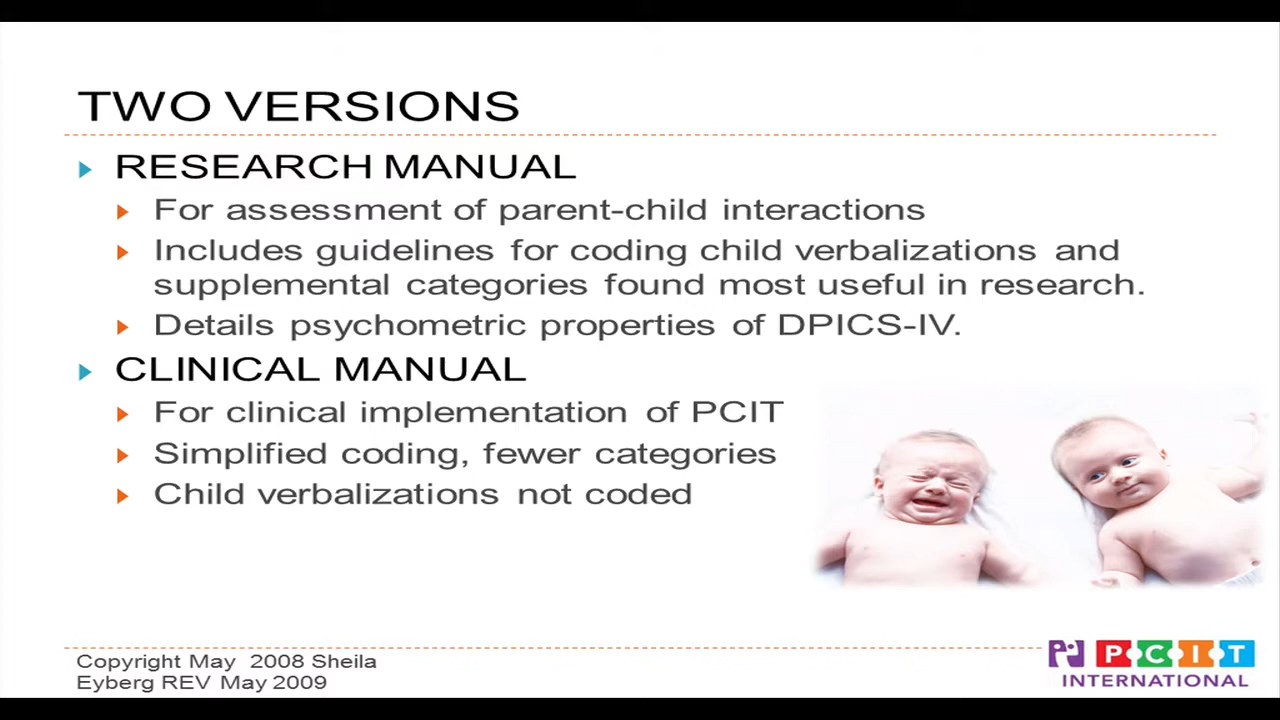 TWO VERSIONS
RESEARCH MANUAL
For assessment of parent-child interactions
Includes guidelines for coding child verbalizations and
supplemental categories found most useful in research.
Details psychometric properties of DPICS-IV.
CLINICAL MANUAL
For clinical implementation of PCIT
Simplified coding, fewer categories
Child verbalizations not coded
Copyright May 2008 Sheila
Eyberg REV May 2009
PCIT
INTERNATIONAL